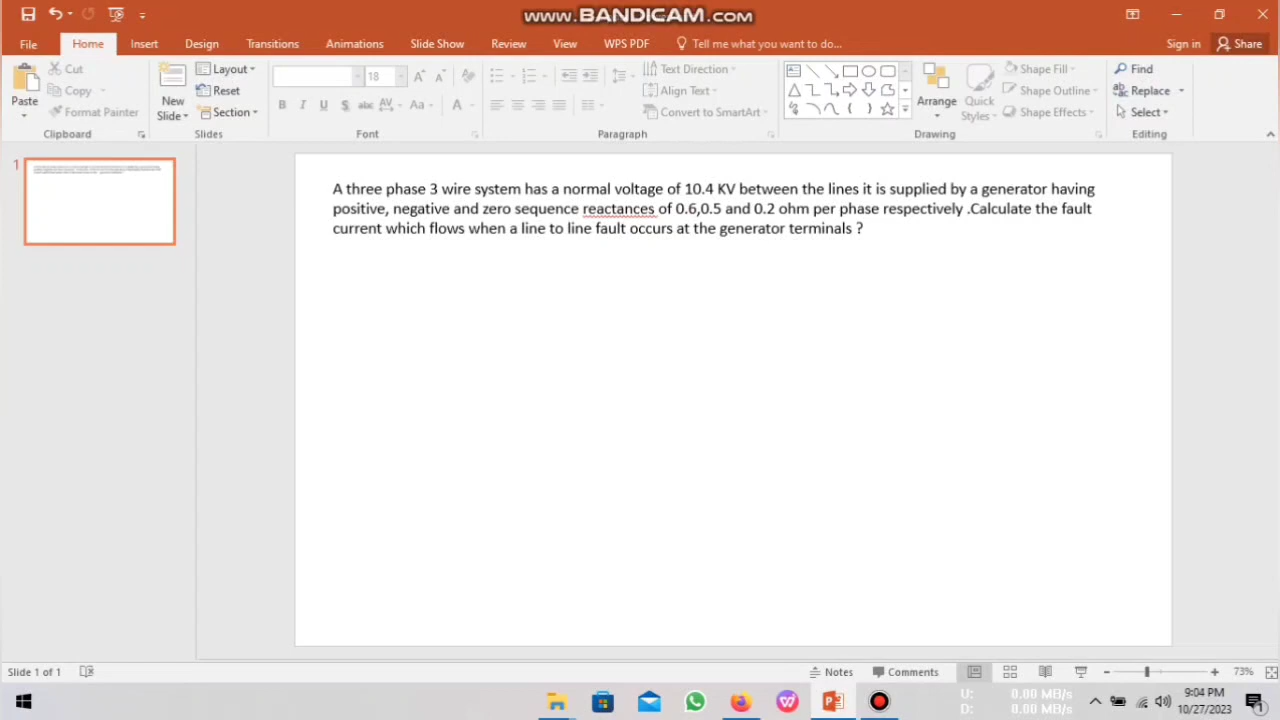 www.BANDICAM.com
File Home Insert Design Transitions Animations Slide Show Review View WPS PDF Tell me what you want to do... Sign in Share
Paste Cut Copy Format Painter
Clipboard
New Slide Layout Reset Section
Slides
18
B I U S abc AV Aa A
Font
Text Direction Align Text Convert to SmartArt
Paragraph
Arrange Quick Styles Shape Fill Shape Outline Shape Effects
Drawing
Find Replace Select
Editing
1
A three phase 3 wire system has a normal voltage of 10.4 KV between the lines it is supplied by a generator having
positive, negative and zero sequence reactances of 0.6,0.5 and 0.2 ohm per phase respectively .Calculate the fault
current which flows when a line to line fault occurs at the generator terminals ?
Slide 1 of 1 Notes Comments 73%
U: 0.00 MB/s
D: 0.00 MB/s
9:04 PM
10/27/2023
1